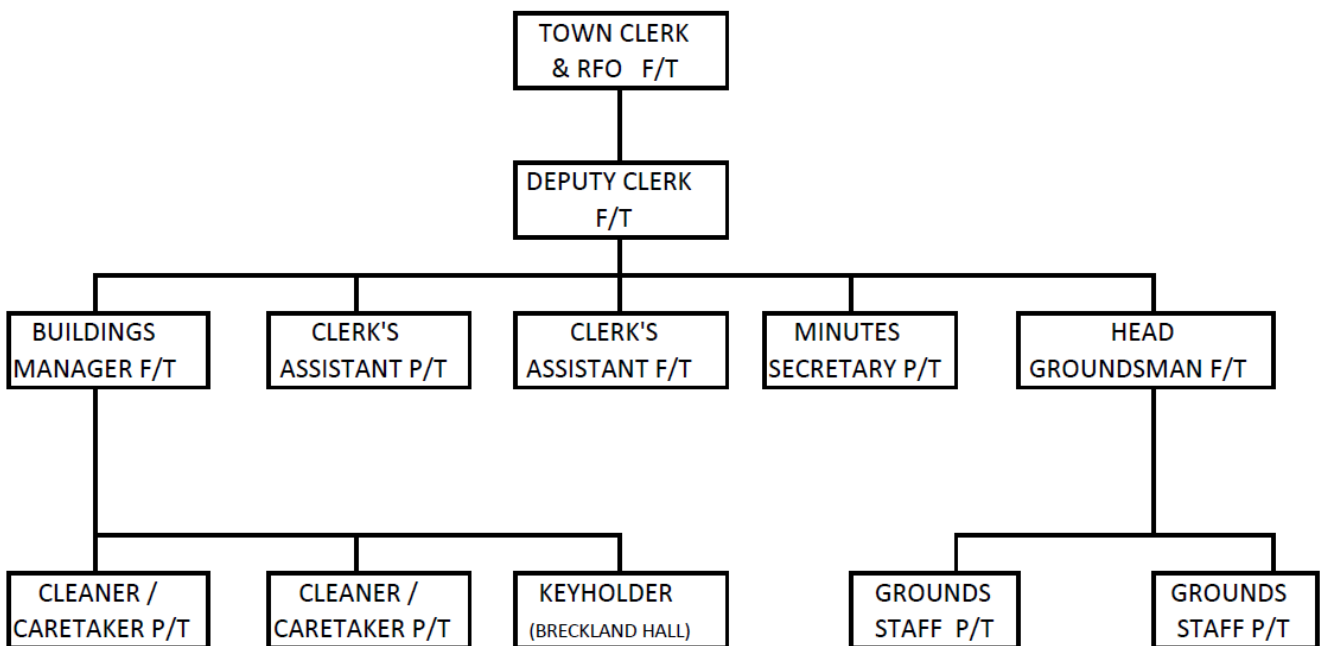 TOWN CLERK
& RFO F/T
DEPUTY CLERK
F/T
BUILDINGS
MANAGER F/T
CLERK'S
ASSISTANT P/T
CLERK'S
ASSISTANT F/T
MINUTES
SECRETARY P/T
HEAD
GROUNDSMAN F/T
CLEANER /
CARETAKER P/T
CLEANER /
CARETAKER P/T
KEYHOLDER
(BRECKLAND HALL)
GROUNDS
STAFF P/T
GROUNDS
STAFF P/T